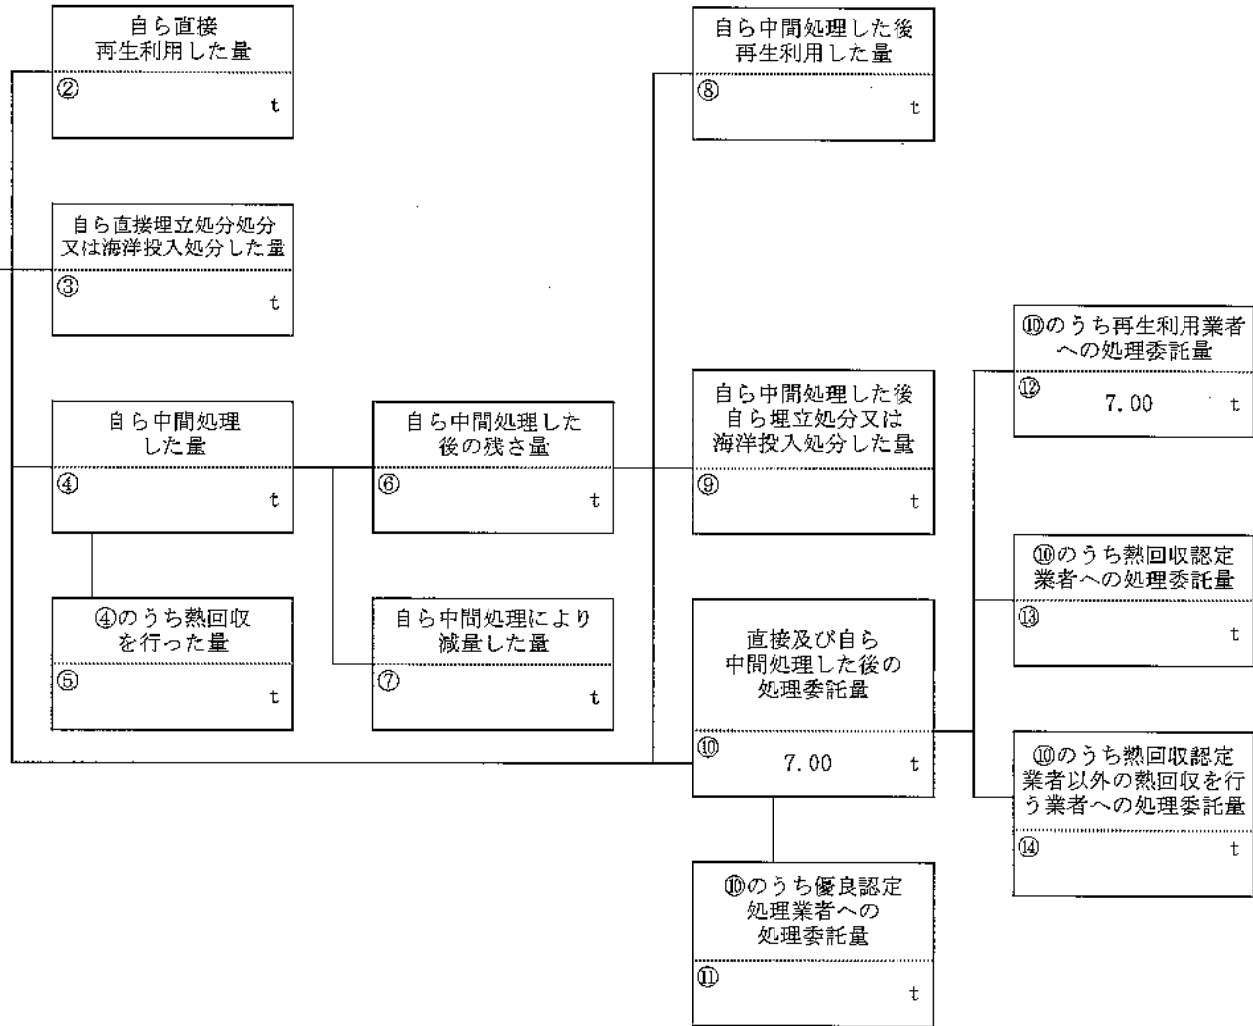 自ら直接
再生利用した量
②
t
自ら直接埋立処分処分
又は海洋投入処分した量
③
t
自ら中間処理
した量
④
t
④のうち熱回収
を行った量
⑤
t
自ら中間処理した
後の残さ量
⑥
t
自ら中間処理により
減量した量
⑦
t
自ら中間処理した後
再生利用した量
⑧
t
自ら中間処理した後
自ら埋立処分又は
海洋投入処分した量
⑨
t
直接及び自ら
中間処理した後の
処理委託量
⑩
7.00 t
⑩のうち優良認定
処理業者への
処理委託量
⑪
t
⑩のうち再生利用業者
への処理委託量
⑫
7.00 t
⑩のうち熱回収認定
業者への処理委託量
⑬
t
⑩のうち熱回収認定
業者以外の熱回収を行
う業者への処理委託量
⑭
t